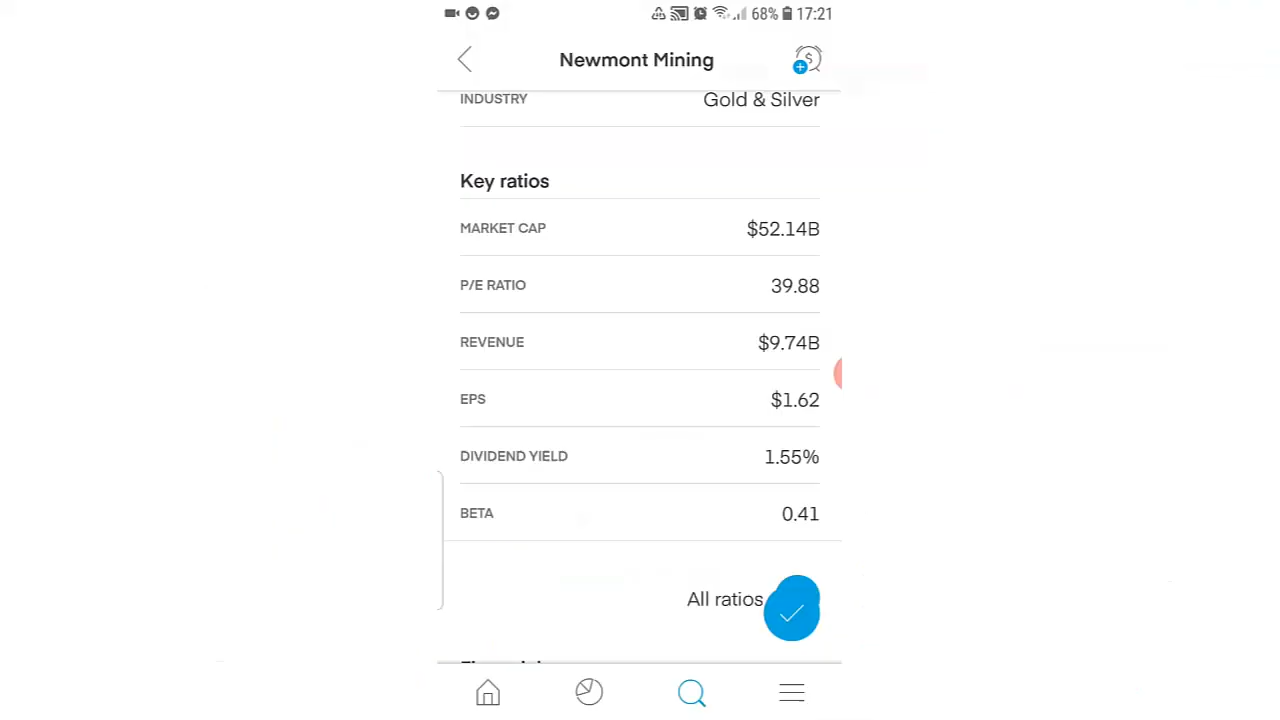 68% 17:21
Newmont Mining
INDUSTRY Gold & Silver
Key ratios
MARKET CAP $52.14B
P/E RATIO 39.88
REVENUE $9.74B
EPS $1.62
DIVIDEND YIELD 1.55%
BETA 0.41
All ratios